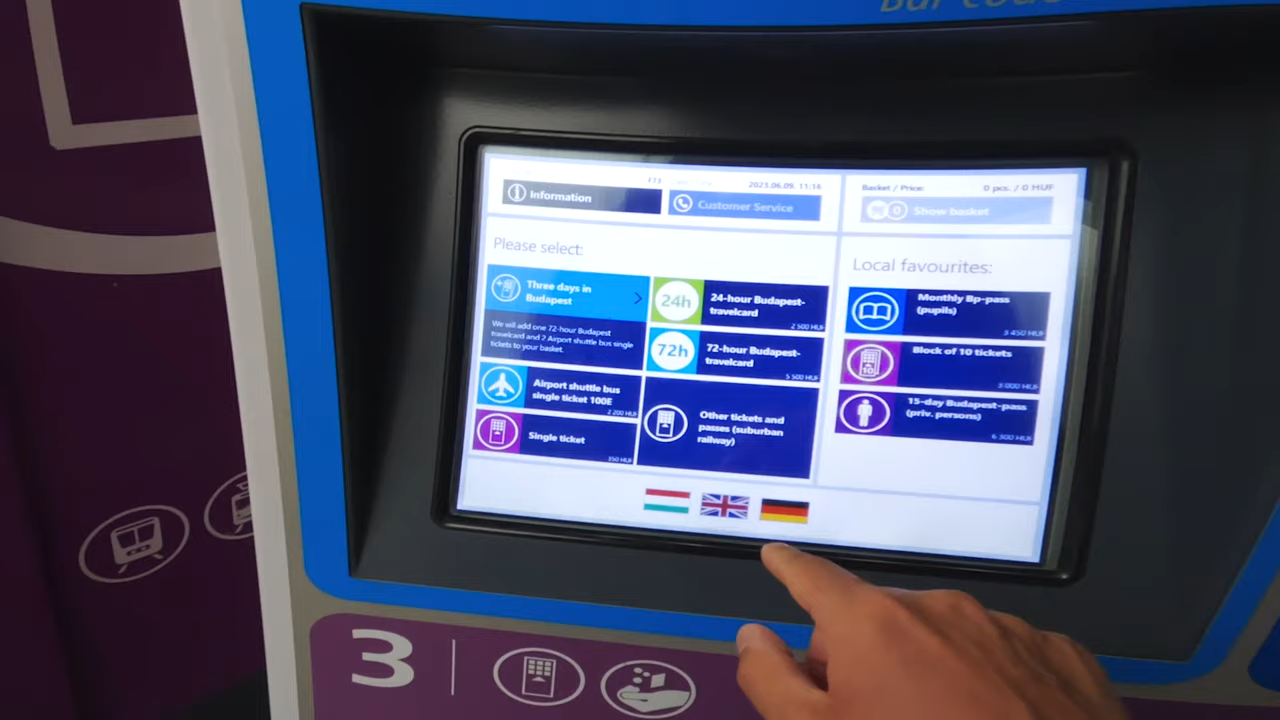 Bar code
2023.06.09. 11:16
Information
Customer Service
Basket / Price:
0 pcs. / 0 HUF
0
Show basket
Please select:
Three days in
Budapest
We will add one 72-hour Budapest
travelcard and 2 Airport shuttle bus single
tickets to your basket.
24h
24-hour Budapest-
travelcard
2 500 HUF
72h
72-hour Budapest-
travelcard
5 500 HUF
Airport shuttle bus
single ticket 100E
2 200 HUF
Single ticket
350 HUF
Other tickets and
passes (suburban
railway)
Local favourites:
Monthly Bp-pass
(pupils)
3 450 HUF
10
Block of 10 tickets
3 000 HUF
15-day Budapest-pass
(priv. persons)
6 300 HUF
3